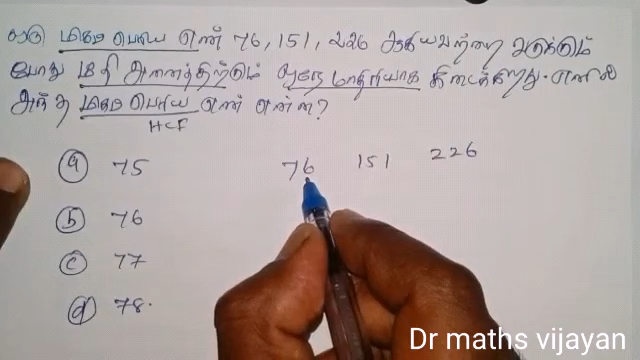 ஒரு மிகப் பெரிய எண் 76, 151, 226 ஆகியவற்றை வகுக்கும்
போது மீதி அனைத்திற்கும் ஒரே மாதிரியாக கிடைக்கிறது. எனில்
அந்த மிகப் பெரிய எண் என்ன?
HCF
(a) 75 76 151 226
(b) 76
(c) 77
(d) 78.
Dr maths vijayan